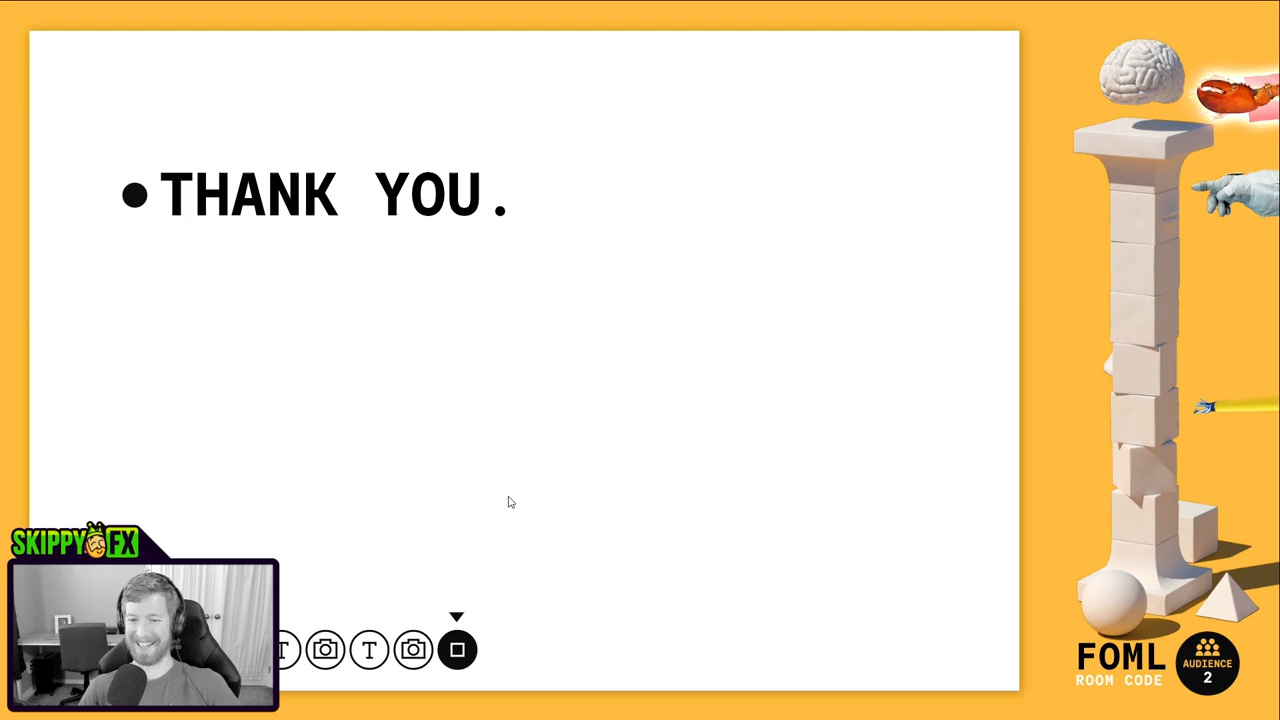 • THANK YOU.
SKIPPY FX
T
T
FOML
ROOM CODE
AUDIENCE
2